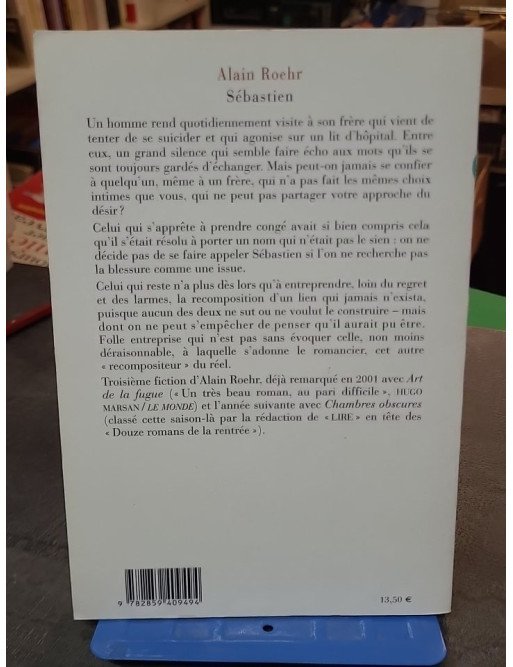 Alain Roehr
Sébastien
Un homme rend quotidiennement visite à son frère qui vient de
tenter de se suicider et qui agonise sur un lit d'hôpital. Entre
eux, un grand silence qui semble faire écho aux mots qu'ils se
sont toujours gardés d'échanger. Mais peut-on jamais se confier
à quelqu'un, même à un frère, qui n'a pas fait les mêmes choix
intimes que vous, qui ne peut pas partager votre approche du
désir ?
Celui qui s'apprête à prendre congé avait si bien compris cela
qu'il s'était résolu à porter un nom qui n'était pas le sien : on ne
décide pas de se faire appeler Sébastien si l'on ne recherche pas
la blessure comme une issue.
Celui qui reste n'a plus dès lors qu'à entreprendre, loin du regret
et des larmes, la recomposition d'un lien qui jamais n'exista,
puisque aucun des deux ne sut ou ne voulut le construire – mais
dont on ne peut s'empêcher de penser qu'il aurait pu être.
Folle entreprise qui n'est pas sans évoquer celle, non moins
déraisonnable, à laquelle s'adonne le romancier, cet autre
« recompositeur » du réel.
Troisième fiction d'Alain Roehr, déjà remarqué en 2001 avec Art
de la fugue (« Un très beau roman, au pari difficile », HUGO
MARSAN / LE MONDE) et l'année suivante avec Chambres obscures
(classé cette saison-là par la rédaction de « LIRE » en tête des
« Douze romans de la rentrée »).
9 782859 409494
13,50 €